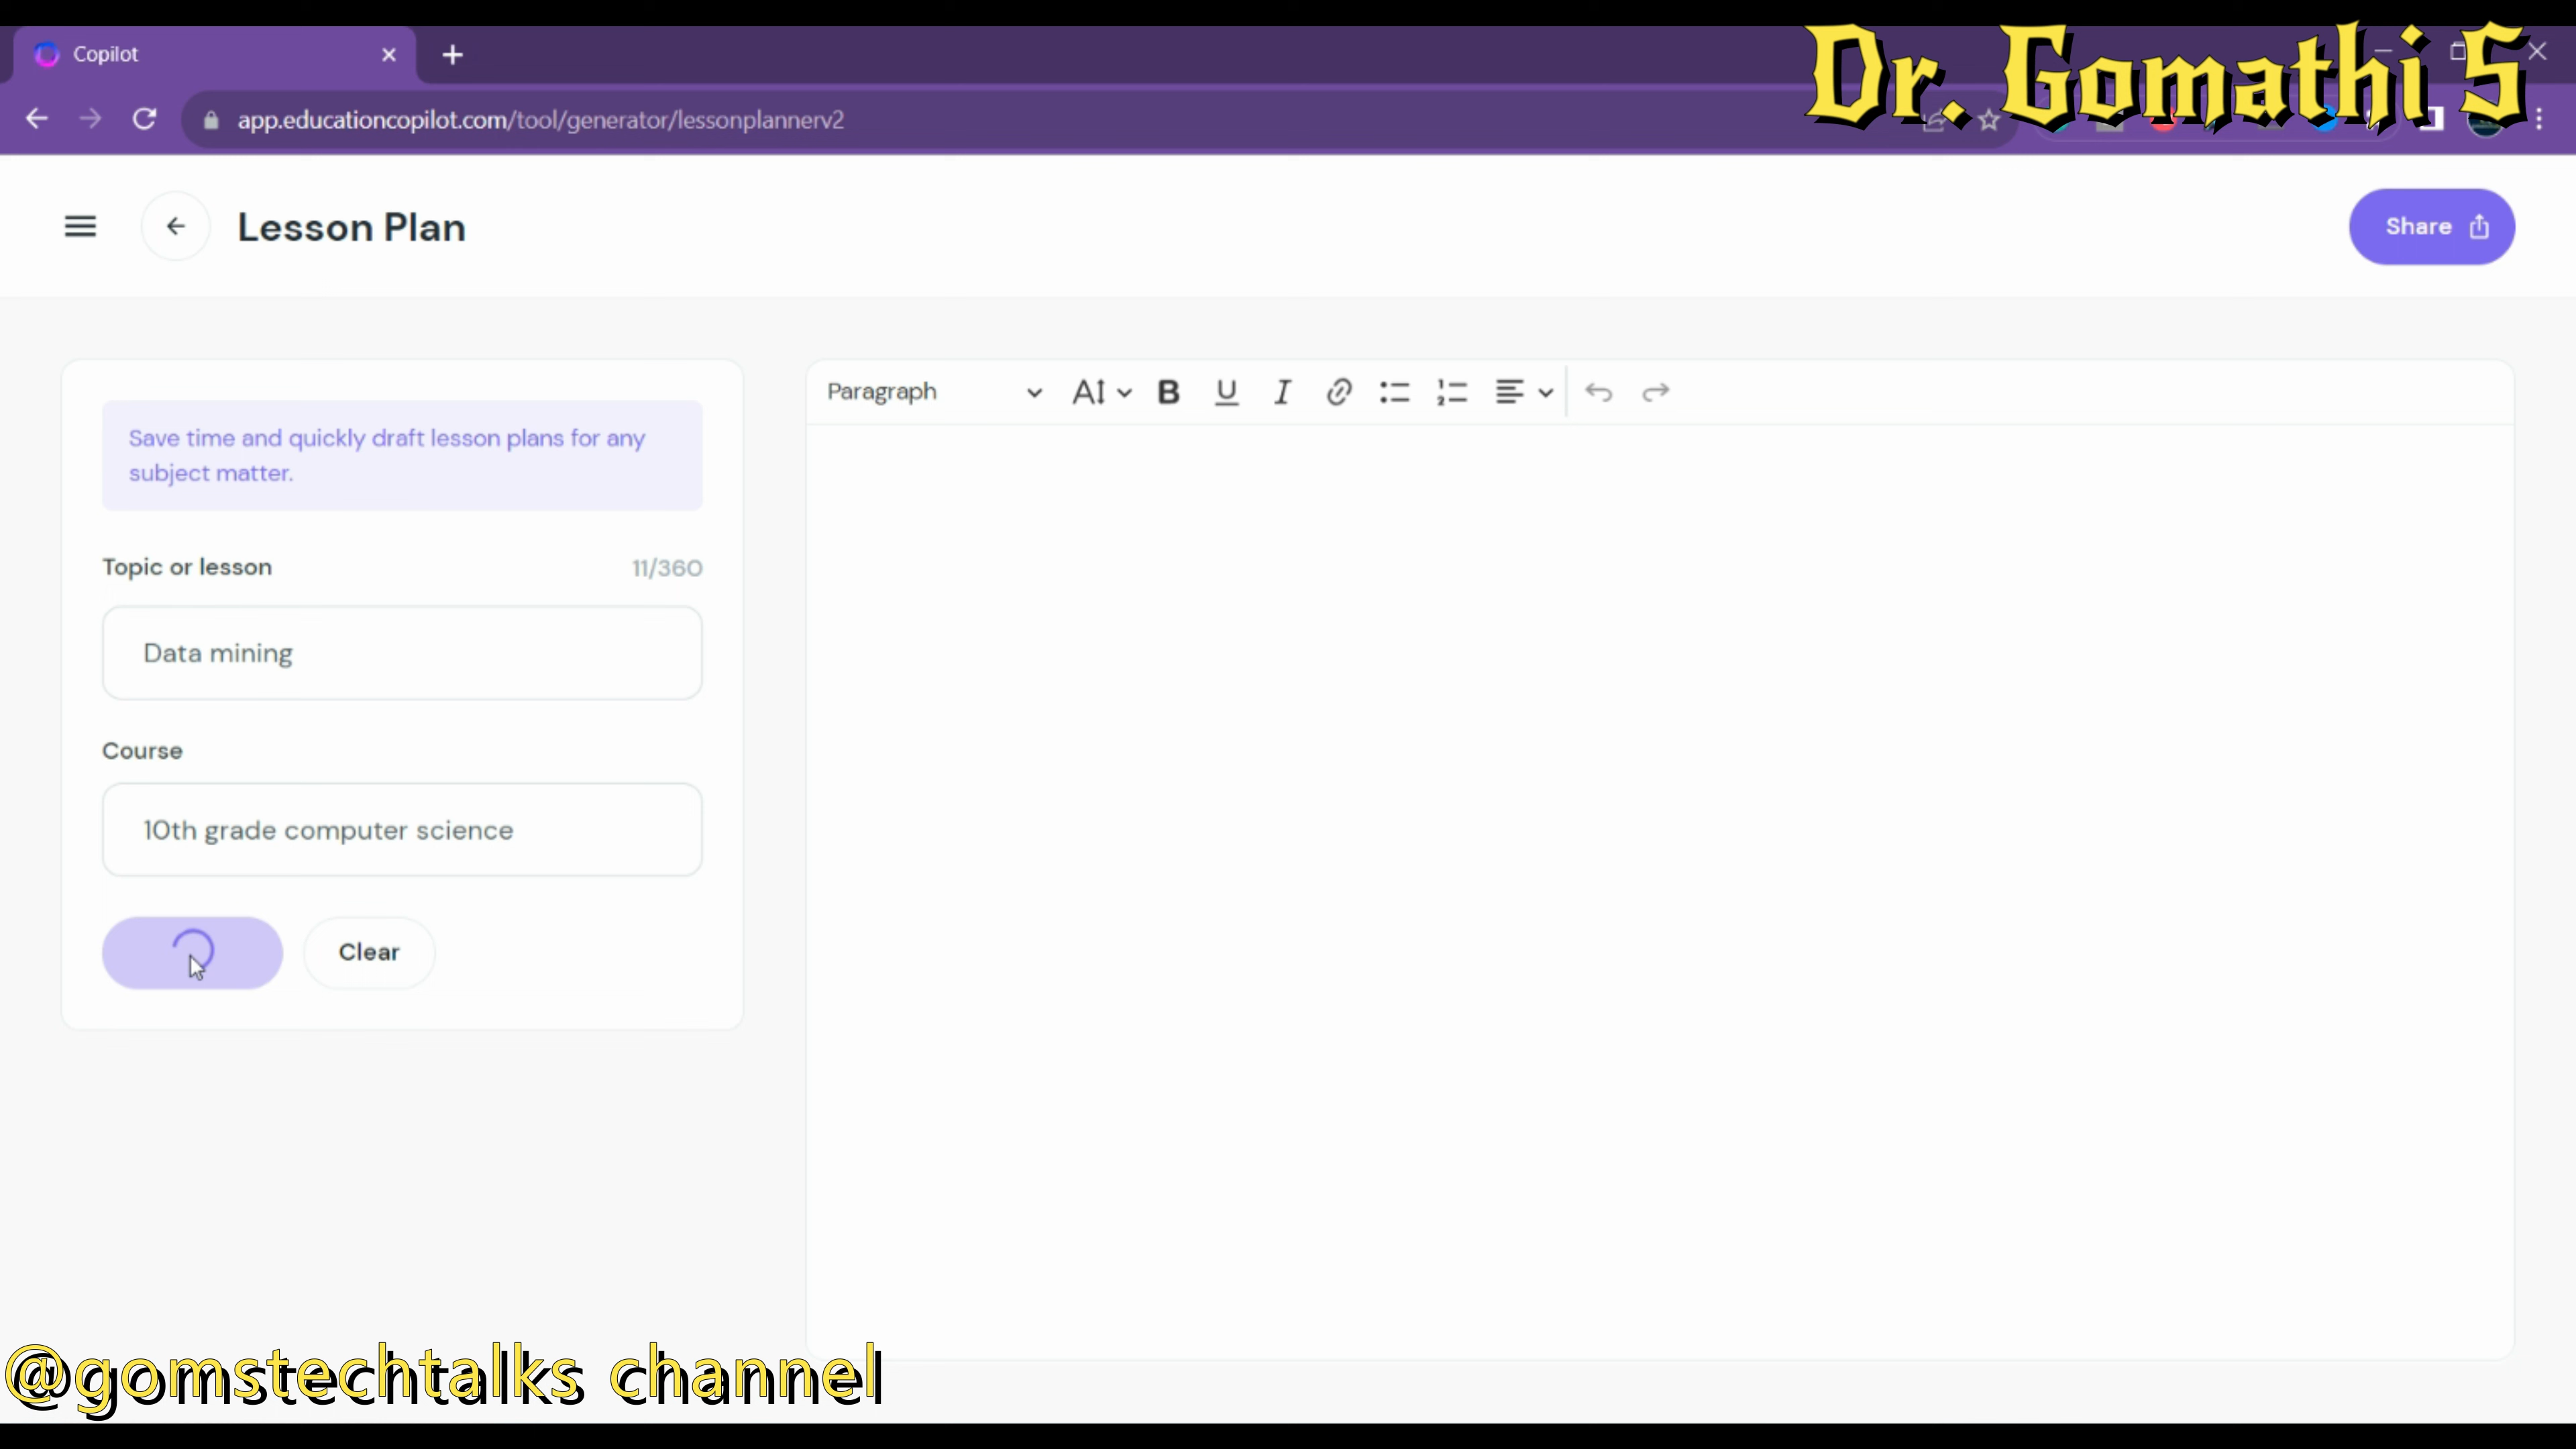 Copilot
Dr. Gomathi S
app.educationcopilot.com/tool/generator/lessonplannerv2
Lesson Plan
Share
Save time and quickly draft lesson plans for any
subject matter.
Paragraph
Topic or lesson
11/360
Data mining
Course
10th grade computer science
Clear
@gomstechtalks channel